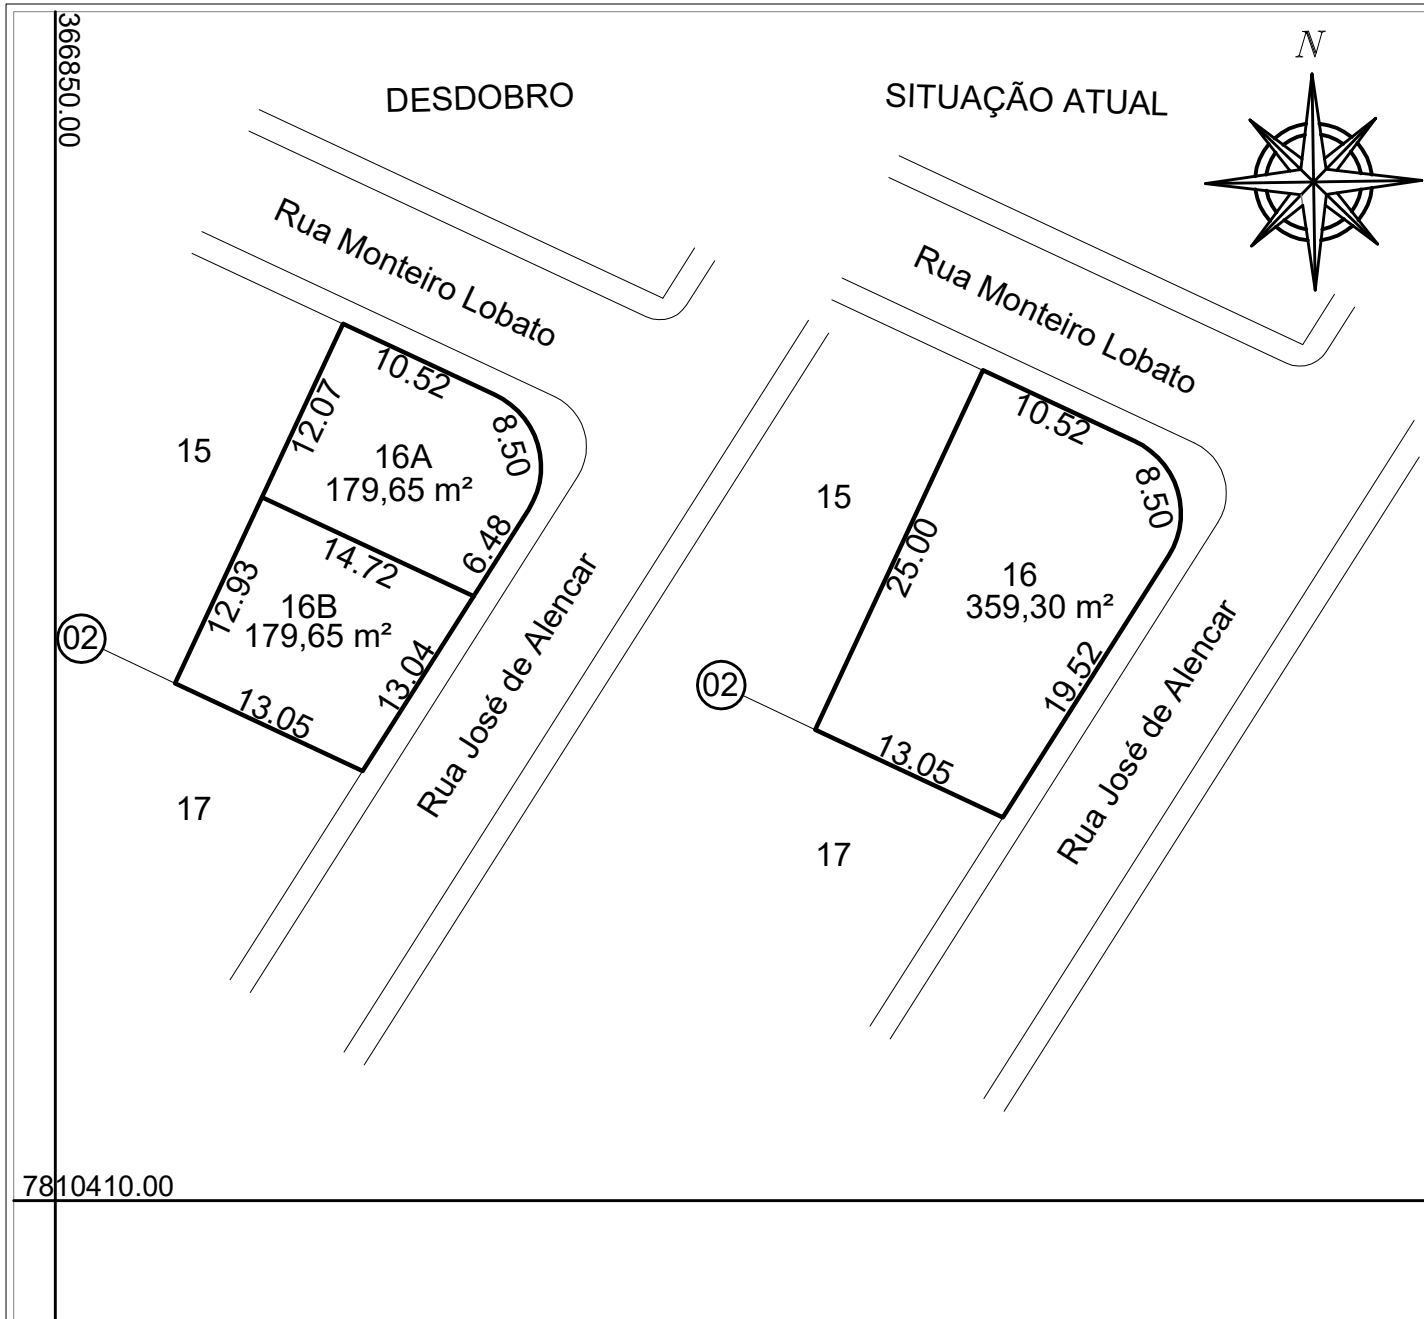 366850.00
DESDOBRO
SITUAÇÃO ATUAL
N
Rua Monteiro Lobato
10.52
12.07
8.50
15
16A
179,65 m²
6.48
14.72
12.93
16B
179,65 m²
02
13.04
13.05
Rua José de Alencar
17
Rua Monteiro Lobato
10.52
8.50
15
25.00
16
359,30 m²
02
19.52
13.05
Rua José de Alencar
17
7810410.00